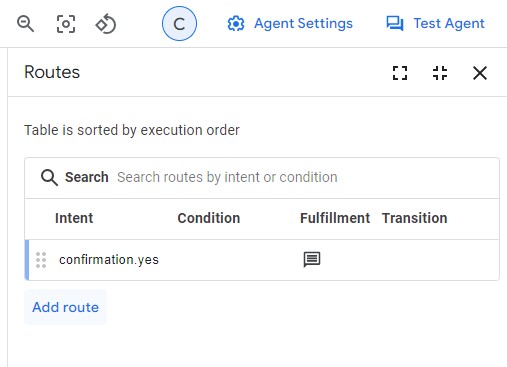 C Agent Settings Test Agent
Routes
Table is sorted by execution order
Search Search routes by intent or condition
Intent Condition Fulfillment Transition
confirmation.yes
Add route